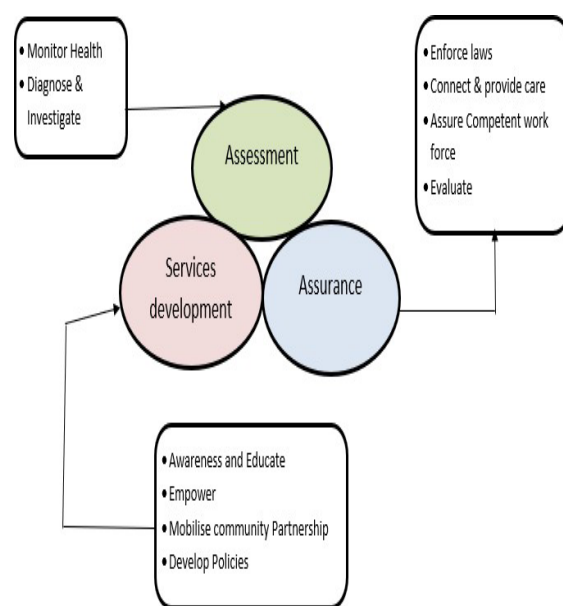 • Monitor Health
• Diagnose &
Investigate
• Enforce laws
• Connect & provide care
• Assure Competent work
force
• Evaluate
Assessment
Services
development
Assurance
• Awareness and Educate
• Empower
• Mobilise community Partnership
• Develop Policies